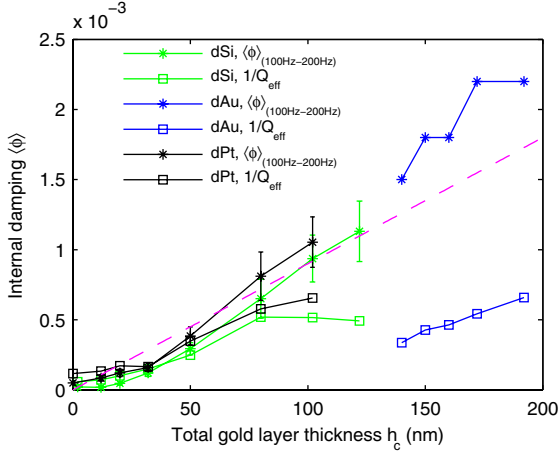 x 10⁻³
2.5
2
1.5
1
0.5
0
0 50 100 150 200
Internal damping ⟨ϕ⟩
Total gold layer thickness h_c (nm)
dSi, ⟨ϕ⟩_(100Hz−200Hz)
dSi, 1/Q_eff
dAu, ⟨ϕ⟩_(100Hz−200Hz)
dAu, 1/Q_eff
dPt, ⟨ϕ⟩_(100Hz−200Hz)
dPt, 1/Q_eff